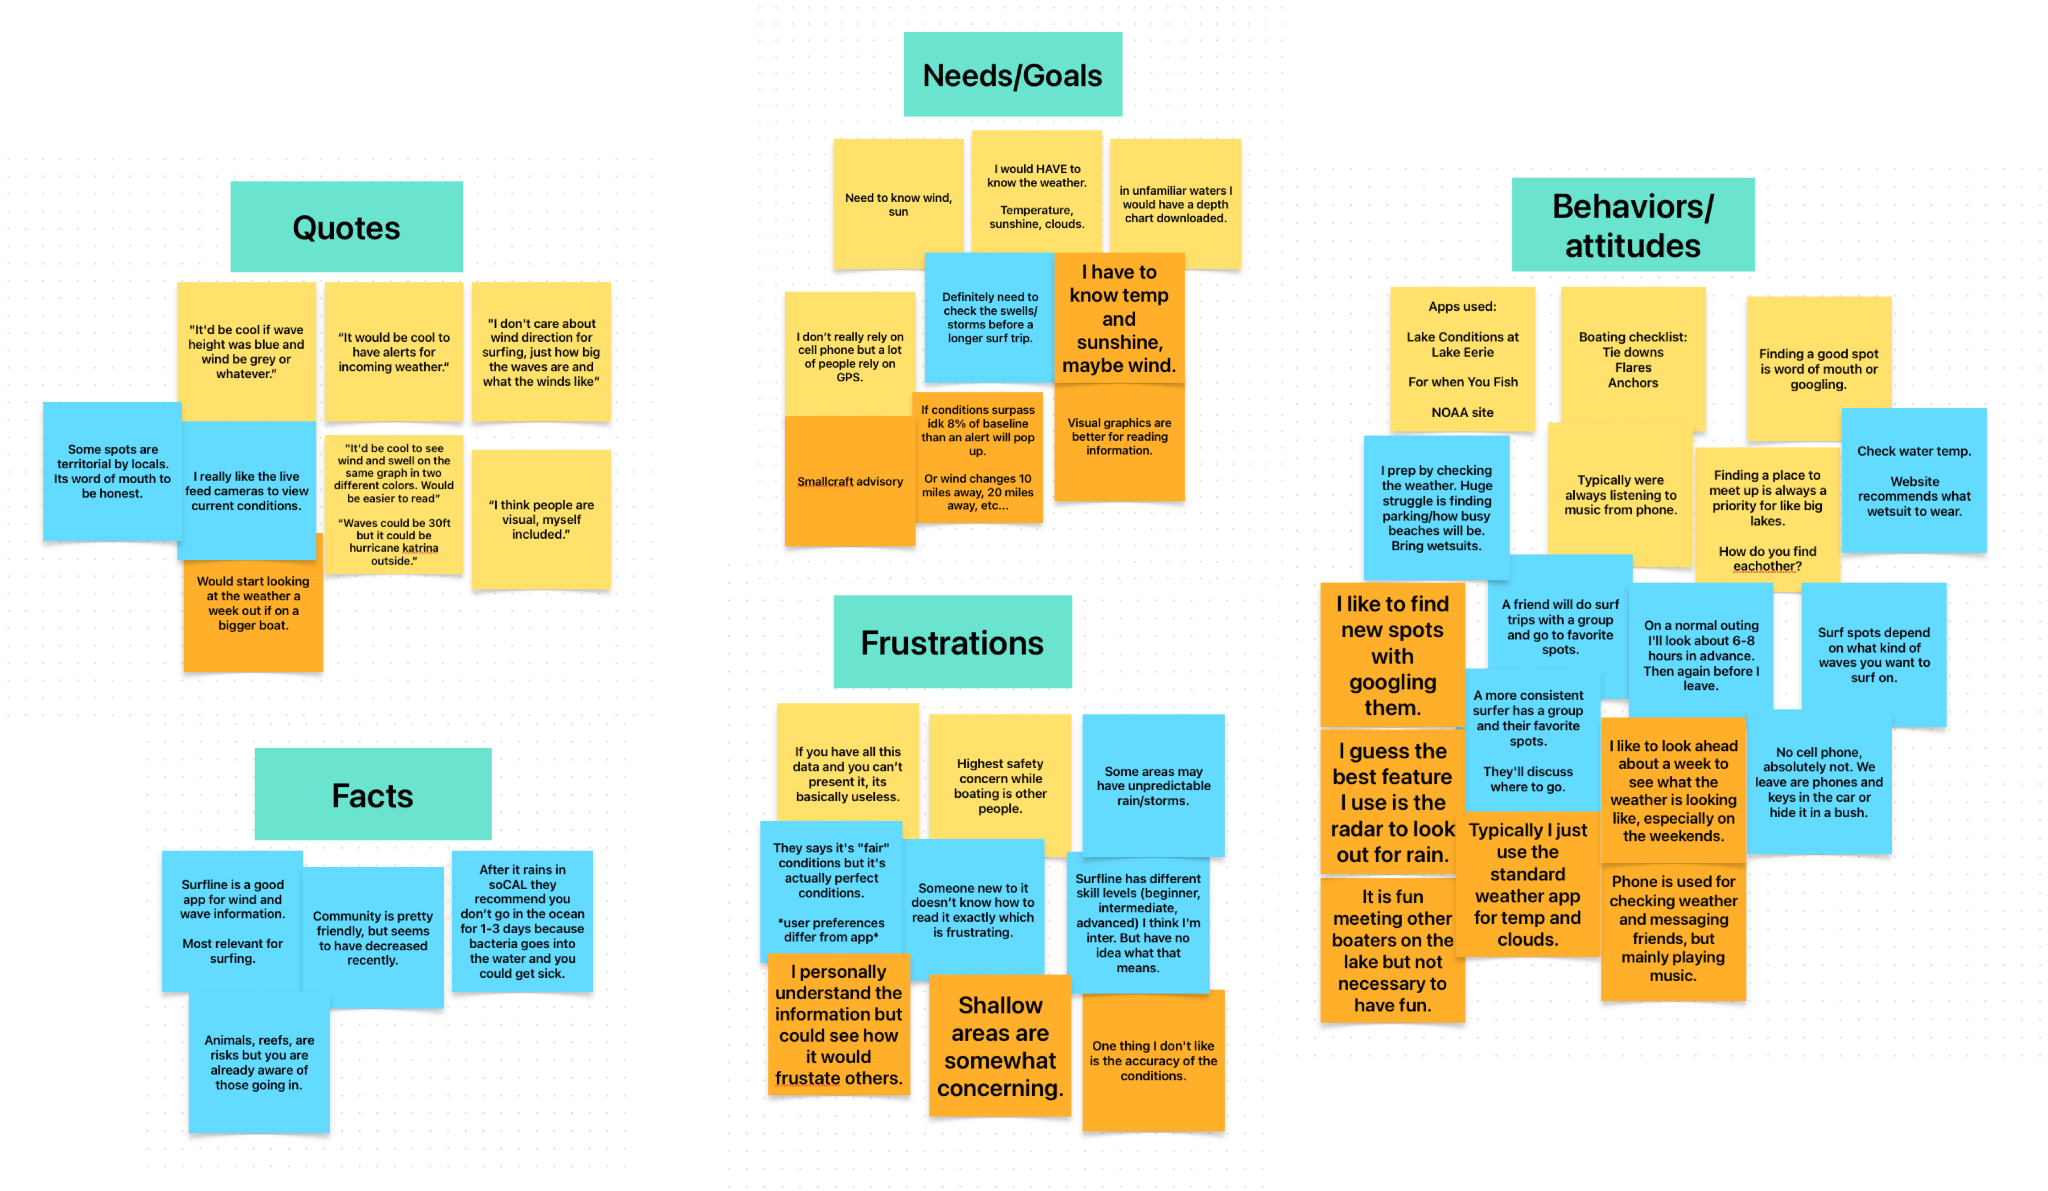 Quotes
"It'd be cool if wave
height was blue and
wind be grey or
whatever.”
“It would be cool to
have alerts for
incoming weather.”
"I don't care about
wind direction for
surfing, just how big
the waves are and
what the winds like”
Some spots are
territorial by locals.
Its word of mouth to
be honest.
I really like the live
feed cameras to view
current conditions.
"It'd be cool to see
wind and swell on the
same graph in two
different colors. Would
be easier to read”
“Waves could be 30ft
but it could be
hurricane katrina
outside.”
“I think people are
visual, myself
included.”
Would start looking
at the weather a
week out if on a
bigger boat.
Facts
Surfline is a good
app for wind and
wave information.
Most relevant for
surfing.
Community is pretty
friendly, but seems
to have decreased
recently.
After it rains in
soCAL they
recommend you
don’t go in the ocean
for 1-3 days because
bacteria goes into
the water and you
could get sick.
Animals, reefs, are
risks but you are
already aware of
those going in.
Needs/Goals
Need to know wind,
sun
I would HAVE to
know the weather.
Temperature,
sunshine, clouds.
in unfamiliar waters I
would have a depth
chart downloaded.
I don’t really rely on
cell phone but a lot
of people rely on
GPS.
Definitely need to
check the swells/
storms before a
longer surf trip.
I have to
know temp
and
sunshine,
maybe wind.
Smallcraft advisory
If conditions surpass
idk 8% of baseline
than an alert will pop
up.
Or wind changes 10
miles away, 20 miles
away, etc...
Visual graphics are
better for reading
information.
Frustrations
If you have all this
data and you can’t
present it, its
basically useless.
Highest safety
concern while
boating is other
people.
Some areas may
have unpredictable
rain/storms.
They says it's "fair"
conditions but it's
actually perfect
conditions.
*user preferences
differ from app*
Someone new to it
doesn’t know how to
read it exactly which
is frustrating.
Surfline has different
skill levels (beginner,
intermediate,
advanced) I think I'm
inter. But have no
idea what that
means.
I personally
understand the
information but
could see how
it would
frustate others.
Shallow
areas are
somewhat
concerning.
One thing I don't like
is the accuracy of the
conditions.
Behaviors/
attitudes
Apps used:
Lake Conditions at
Lake Eerie
For when You Fish
NOAA site
Boating checklist:
Tie downs
Flares
Anchors
Finding a good spot
is word of mouth or
googling.
I prep by checking
the weather. Huge
struggle is finding
parking/how busy
beaches will be.
Bring wetsuits.
Typically were
always listening to
music from phone.
Finding a place to
meet up is always a
priority for like big
lakes.
How do you find
eachother?
Check water temp.
Website
recommends what
wetsuit to wear.
I like to find
new spots
with
googling
them.
A friend will do surf
trips with a group
and go to favorite
spots.
On a normal outing
I'll look about 6-8
hours in advance.
Then again before I
leave.
Surf spots depend
on what kind of
waves you want to
surf on.
I guess the
best feature
I use is the
radar to look
out for rain.
A more consistent
surfer has a group
and their favorite
spots.
They'll discuss
where to go.
I like to look ahead
about a week to
see what the
weather is looking
like, especially on
the weekends.
No cell phone,
absolutely not. We
leave are phones and
keys in the car or
hide it in a bush.
It is fun
meeting other
boaters on the
lake but not
necessary to
have fun.
Typically I just
use the
standard
weather app
for temp and
clouds.
Phone is used for
checking weather
and messaging
friends, but
mainly playing
music.